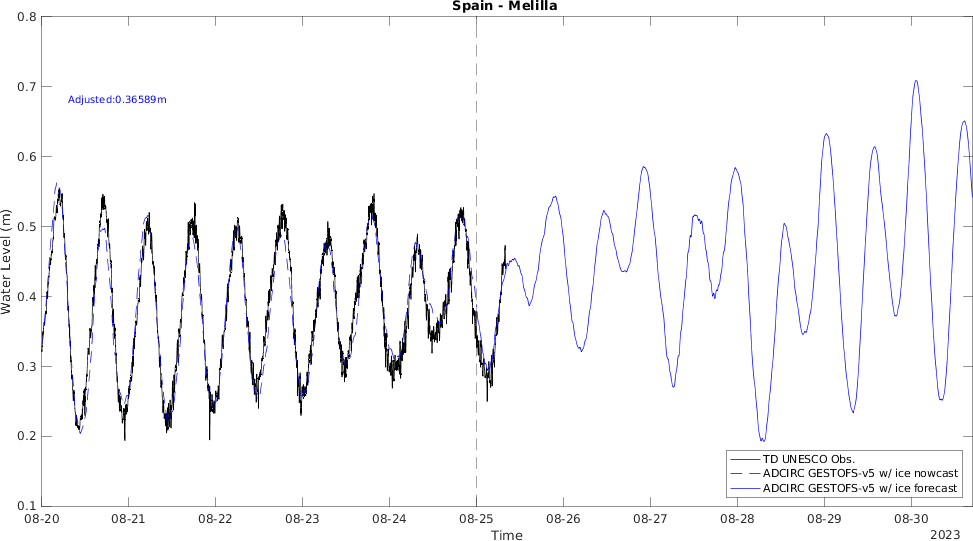 Spain - Melilla
0.8
0.7
0.6
0.5
0.4
0.3
0.2
0.1
Water Level (m)
Adjusted:0.36589m
TD UNESCO Obs.
ADCIRC GESTOFS-v5 w/ ice nowcast
ADCIRC GESTOFS-v5 w/ ice forecast
08-20 08-21 08-22 08-23 08-24 08-25 08-26 08-27 08-28 08-29 08-30
Time
2023